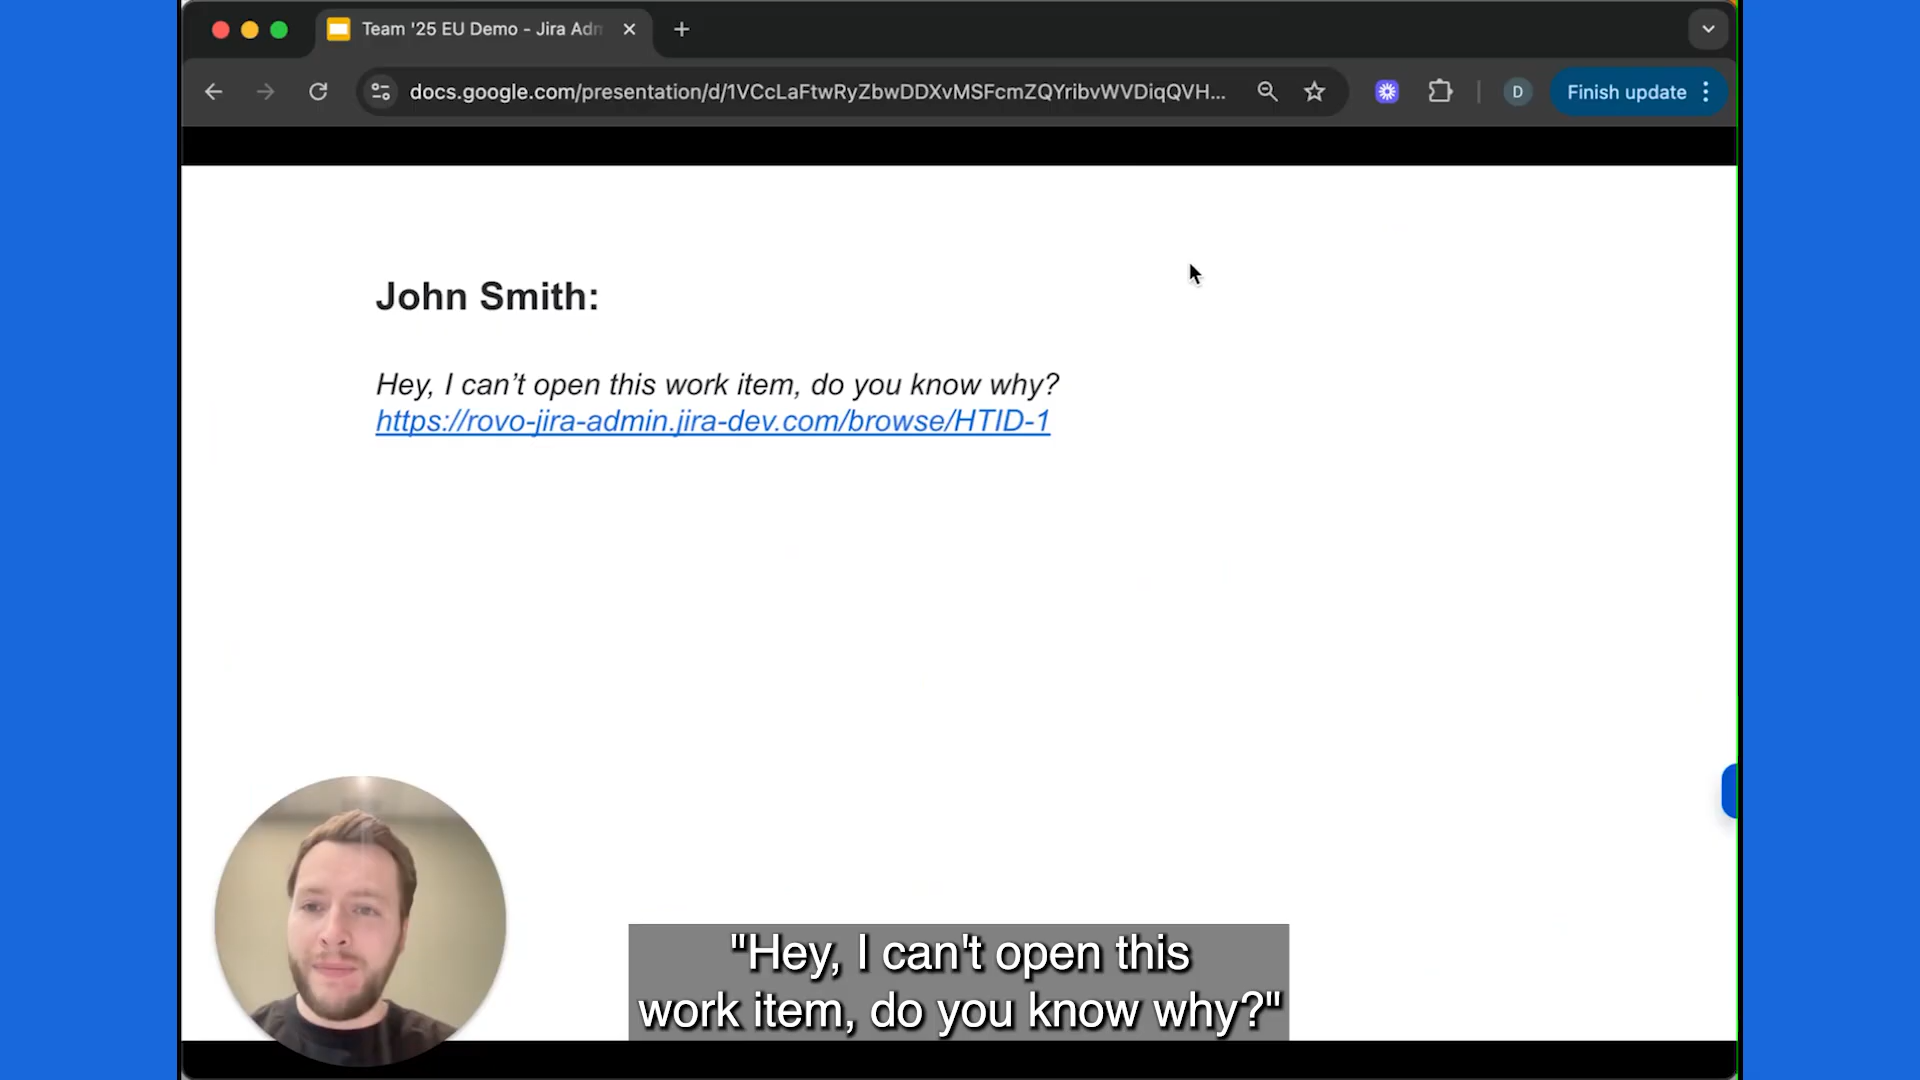 Team '25 EU Demo - Jira Adm
docs.google.com/presentation/d/1VCcLaFtwRyZbwDDXvMSFcmZQYribvWVDiqQVH...
D
Finish update
John Smith:
Hey, I can’t open this work item, do you know why?
https://rovo-jira-admin.jira-dev.com/browse/HTID-1
"Hey, I can't open this
work item, do you know why?"